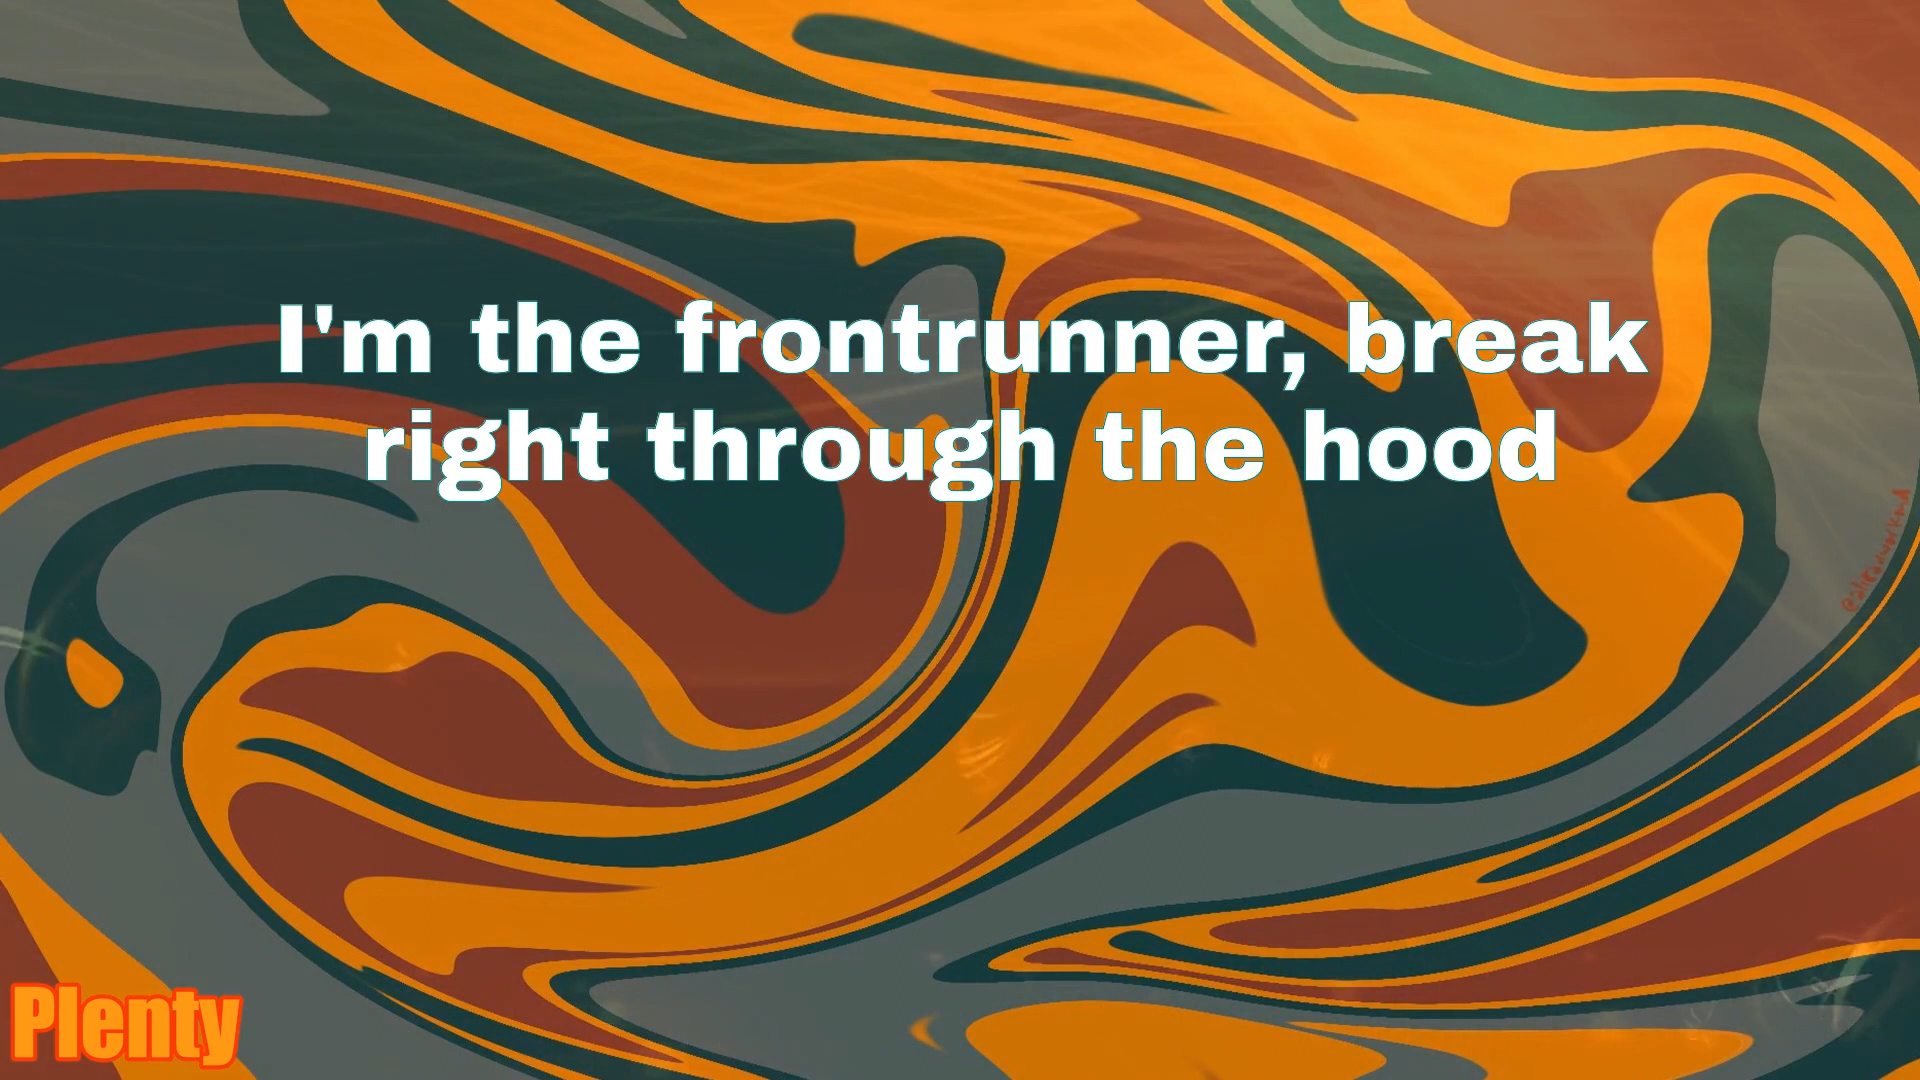 I'm the frontrunner, break
right through the hood
Plenty